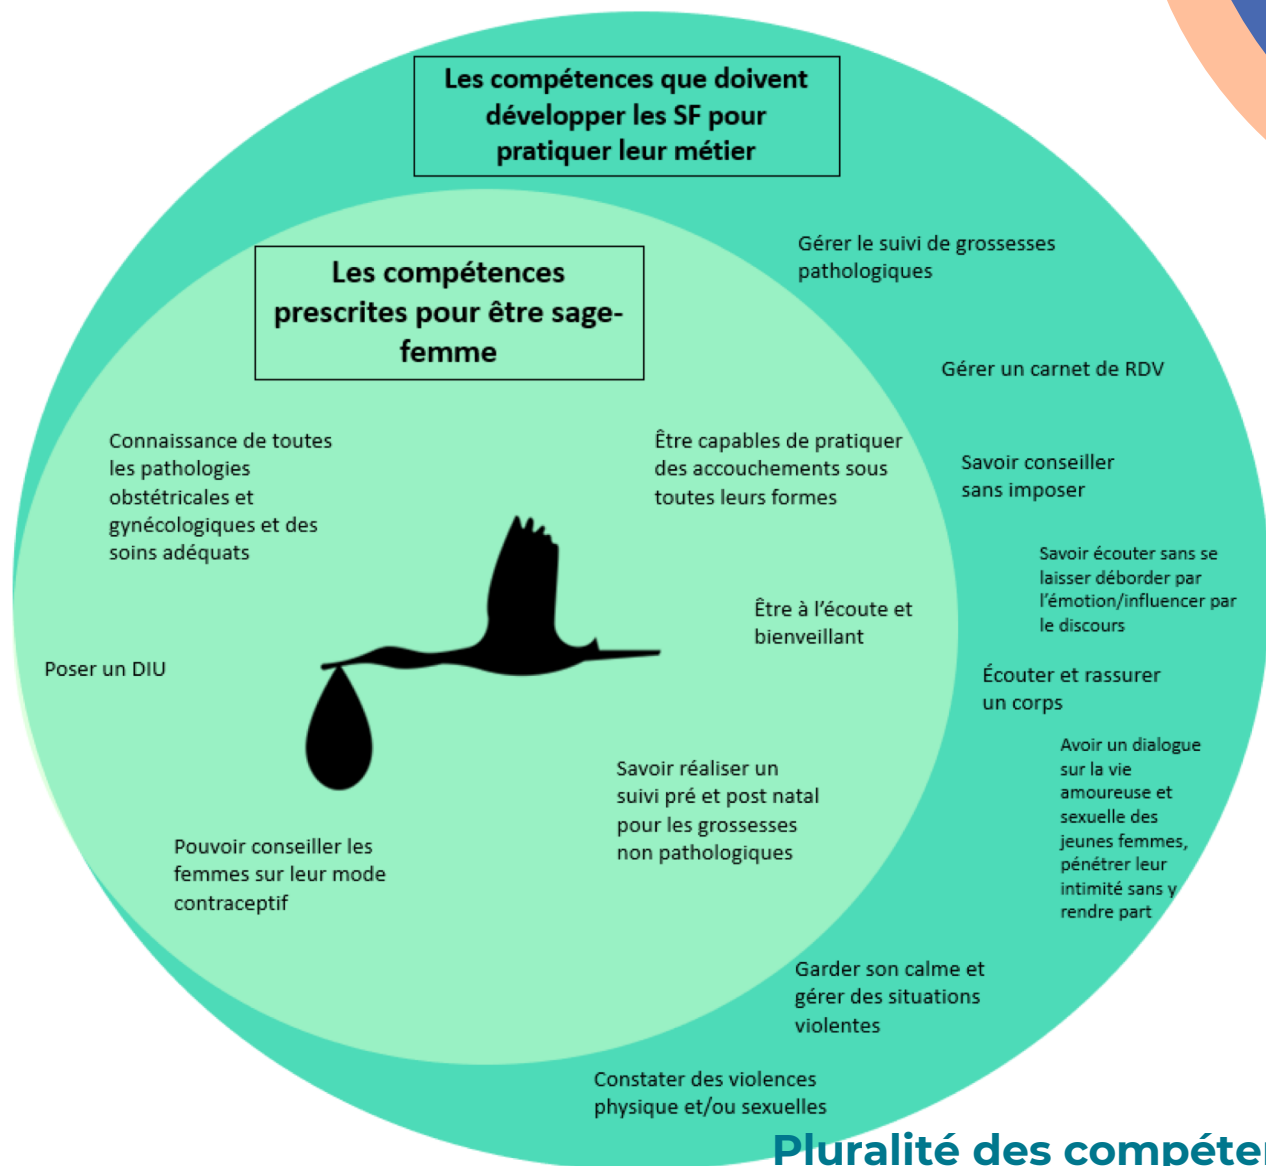 Les compétences que doivent
développer les SF pour
pratiquer leur métier
Les compétences
prescrites pour être sage-
femme
Gérer le suivi de grossesses
pathologiques
Gérer un carnet de RDV
Connaissance de toutes
les pathologies
obstétricales et
gynécologiques et des
soins adéquats
Être capables de pratiquer
des accouchements sous
toutes leurs formes
Savoir conseiller
sans imposer
Savoir écouter sans se
laisser déborder par
l'émotion/influencer par
le discours
Être à l'écoute et
bienveillant
Poser un DIU
Écouter et rassurer
un corps
Avoir un dialogue
sur la vie
amoureuse et
sexuelle des
jeunes femmes,
pénétrer leur
intimité sans y
rendre part
Savoir réaliser un
suivi pré et post natal
pour les grossesses
non pathologiques
Pouvoir conseiller les
femmes sur leur mode
contraceptif
Garder son calme et
gérer des situations
violentes
Constater des violences
physique et/ou sexuelles
Pluralité des